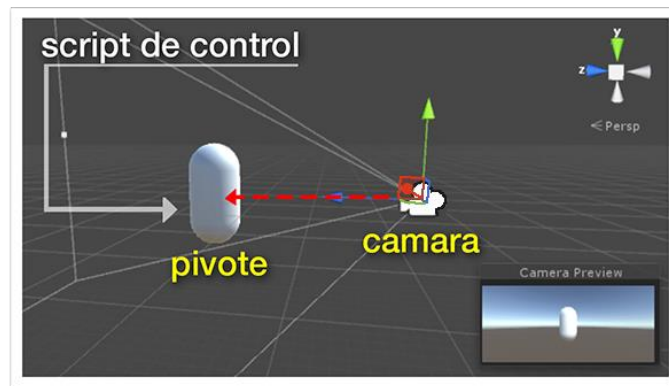 script de control
y
z
< Persp
camara
pivote
Camera Preview